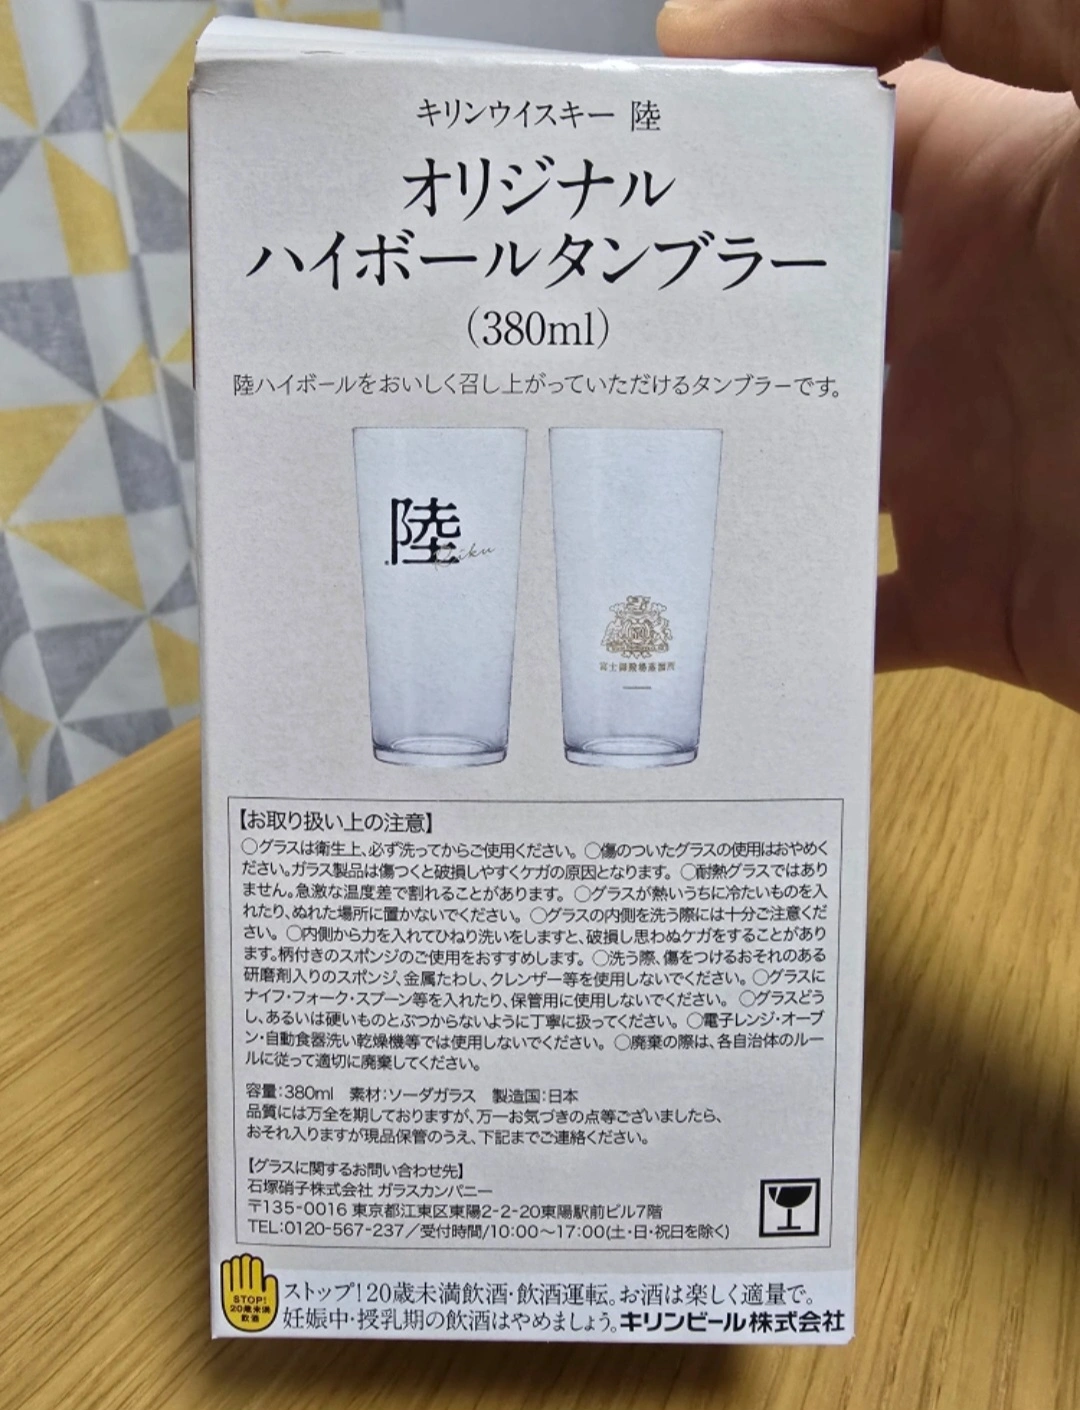 キリンウイスキー 陸
オリジナル
ハイボールタンブラー
(380ml)
陸ハイボールをおいしく召し上がっていただけるタンブラーです。
陸
Riku
富士御殿場蒸溜所
【お取り扱い上の注意】
○グラスは衛生上、必ず洗ってからご使用ください。○傷のついたグラスの使用はおやめく
ださい。ガラス製品は傷つくと破損しやすくケガの原因となります。○耐熱グラスではあり
ません。急激な温度差で割れることがあります。○グラスが熱いうちに冷たいものを入
れたり、ぬれた場所に置かないでください。○グラスの内側を洗う際には十分ご注意くだ
さい。○内側から力を入れてひねり洗いをしますと、破損し思わぬケガをすることがあり
ます。柄付きのスポンジのご使用をおすすめします。○洗う際、傷をつけるおそれのある
研磨剤入りのスポンジ、金属たわし、クレンザー等を使用しないでください。○グラスに
ナイフ・フォーク・スプーン等を入れたり、保管用に使用しないでください。○グラスどう
し、あるいは硬いものとぶつからないように丁寧に扱ってください。○電子レンジ・オーブ
ン・自動食器洗い乾燥機等では使用しないでください。○廃棄の際は、各自治体のルー
ルに従って適切に廃棄してください。
容量:380ml 素材:ソーダガラス 製造国:日本
品質には万全を期しておりますが、万一お気づきの点等ございましたら、
おそれ入りますが現品保管のうえ、下記までご連絡ください。
【グラスに関するお問い合わせ先】
石塚硝子株式会社 ガラスカンパニー
〒135-0016 東京都江東区東陽2-2-20東陽駅前ビル7階
TEL:0120-567-237/受付時間/10:00~17:00(土・日・祝日を除く)
STOP!
20歳未満
飲酒
ストップ!20歳未満飲酒・飲酒運転。お酒は楽しく適量で。
妊娠中・授乳期の飲酒はやめましょう。キリンビール株式会社